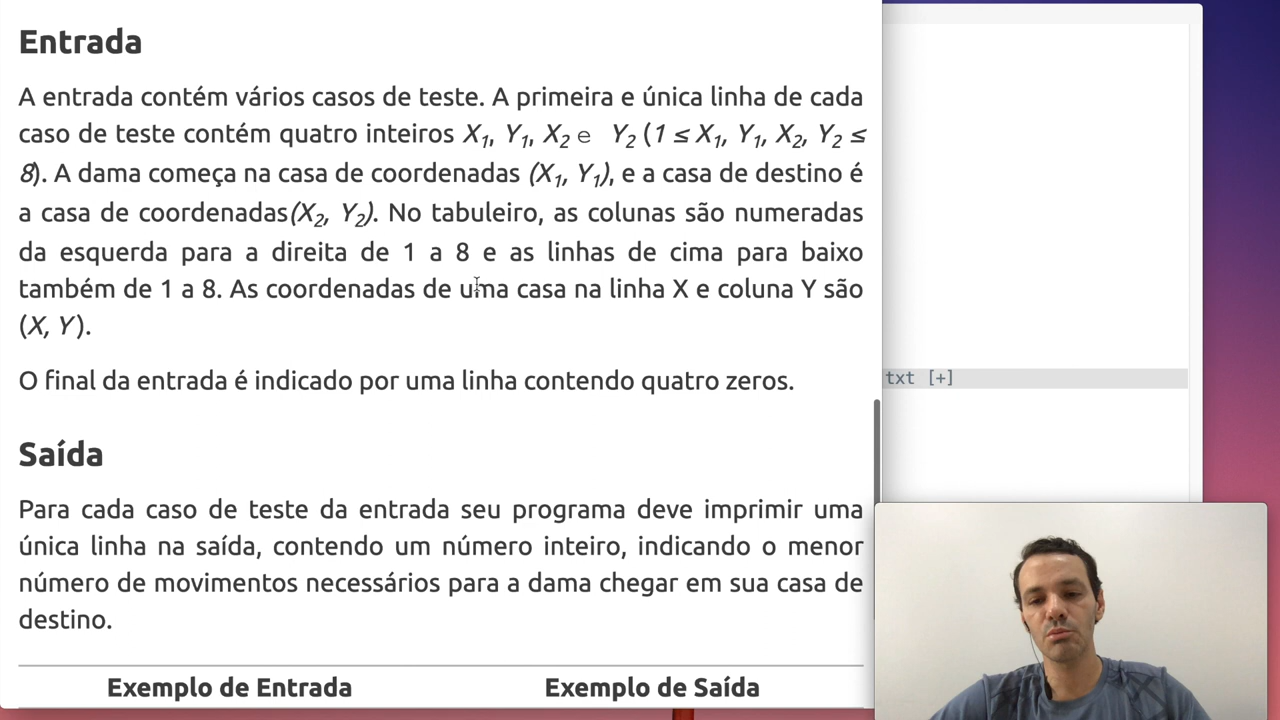 Entrada
A entrada contém vários casos de teste. A primeira e única linha de cada
caso de teste contém quatro inteiros X1, Y1, X2 e Y2 (1 ≤ X1, Y1, X2, Y2 ≤
8). A dama começa na casa de coordenadas (X1, Y1), e a casa de destino é
a casa de coordenadas(X2, Y2). No tabuleiro, as colunas são numeradas
da esquerda para a direita de 1 a 8 e as linhas de cima para baixo
também de 1 a 8. As coordenadas de uma casa na linha X e coluna Y são
(X, Y).
O final da entrada é indicado por uma linha contendo quatro zeros.
txt [+]
Saída
Para cada caso de teste da entrada seu programa deve imprimir uma
única linha na saída, contendo um número inteiro, indicando o menor
número de movimentos necessários para a dama chegar em sua casa de
destino.
Exemplo de Entrada Exemplo de Saída